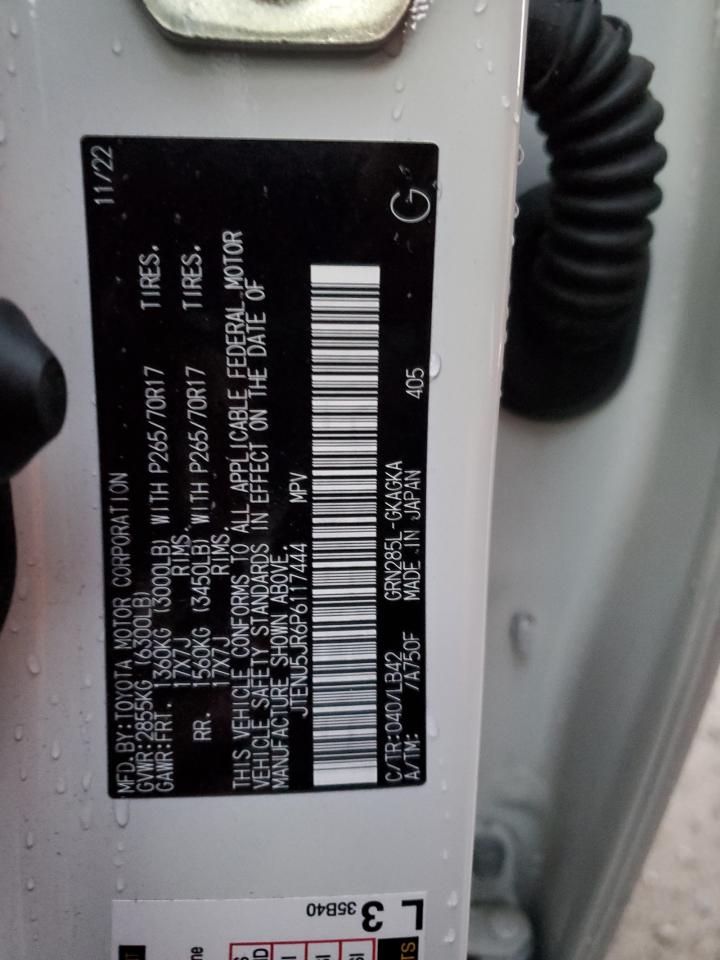 MFD.BY:TOYOTA MOTOR CORPORATION 11/22
GVWR:2855KG (6300LB)
GAWR:FRT. 1360KG (3000LB) WITH P265/70R17 TIRES,
17X7J RIMS,
RR. 1560KG (3450LB) WITH P265/70R17 TIRES,
17X7J RIMS.
THIS VEHICLE CONFORMS TO ALL APPLICABLE FEDERAL MOTOR
VEHICLE SAFETY STANDARDS IN EFFECT ON THE DATE OF
MANUFACTURE SHOWN ABOVE.
JTENU5JR6P6117444 MPV
C/TR:040/LB42 GRN285L-GKAGKA 405 G
A/TM: /A750F MADE IN JAPAN
L
3
35B40